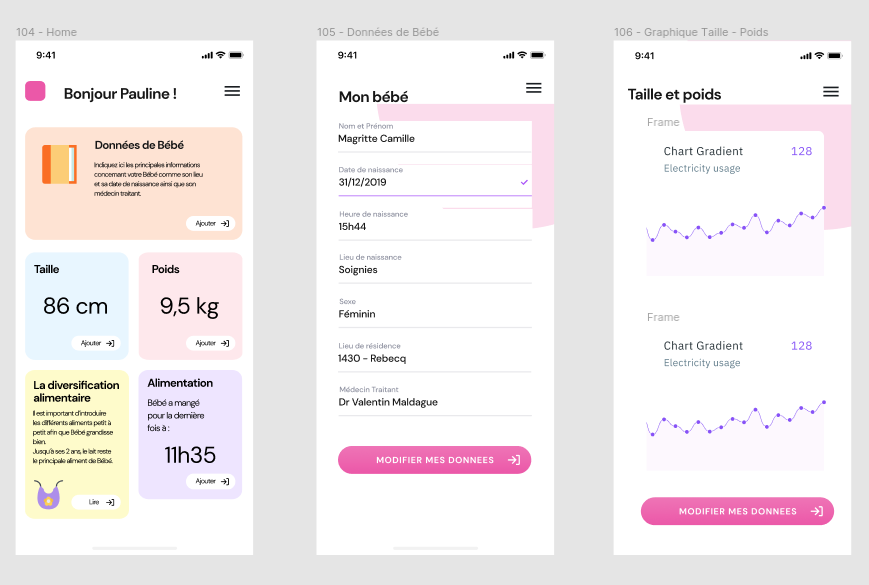 104 - Home
9:41
Bonjour Pauline !
Données de Bébé
Indiquez ici les principales informations
concernant votre Bébé comme son lieu
et sa date de naissance ainsi que son
médecin traitant.
Ajouter
Taille
86 cm
Ajouter
Poids
9,5 kg
Ajouter
La diversification
alimentaire
Il est important d'introduire
les différents aliments petit à
petit afin que Bébé grandisse
bien.
Jusqu'à ses 2 ans, le lait reste
le principale aliment de Bébé.
Lire
Alimentation
Bébé a mangé
pour la dernière
fois à :
11h35
Ajouter
105 - Données de Bébé
9:41
Mon bébé
Nom et Prénom
Magritte Camille
Date de naissance
31/12/2019
Heure de naissance
15h44
Lieu de naissance
Soignies
Sexe
Féminin
Lieu de résidence
1430 - Rebecq
Médecin Traitant
Dr Valentin Maldague
MODIFIER MES DONNEES
106 - Graphique Taille - Poids
9:41
Taille et poids
Frame
Chart Gradient 128
Electricity usage
Frame
Chart Gradient 128
Electricity usage
MODIFIER MES DONNEES